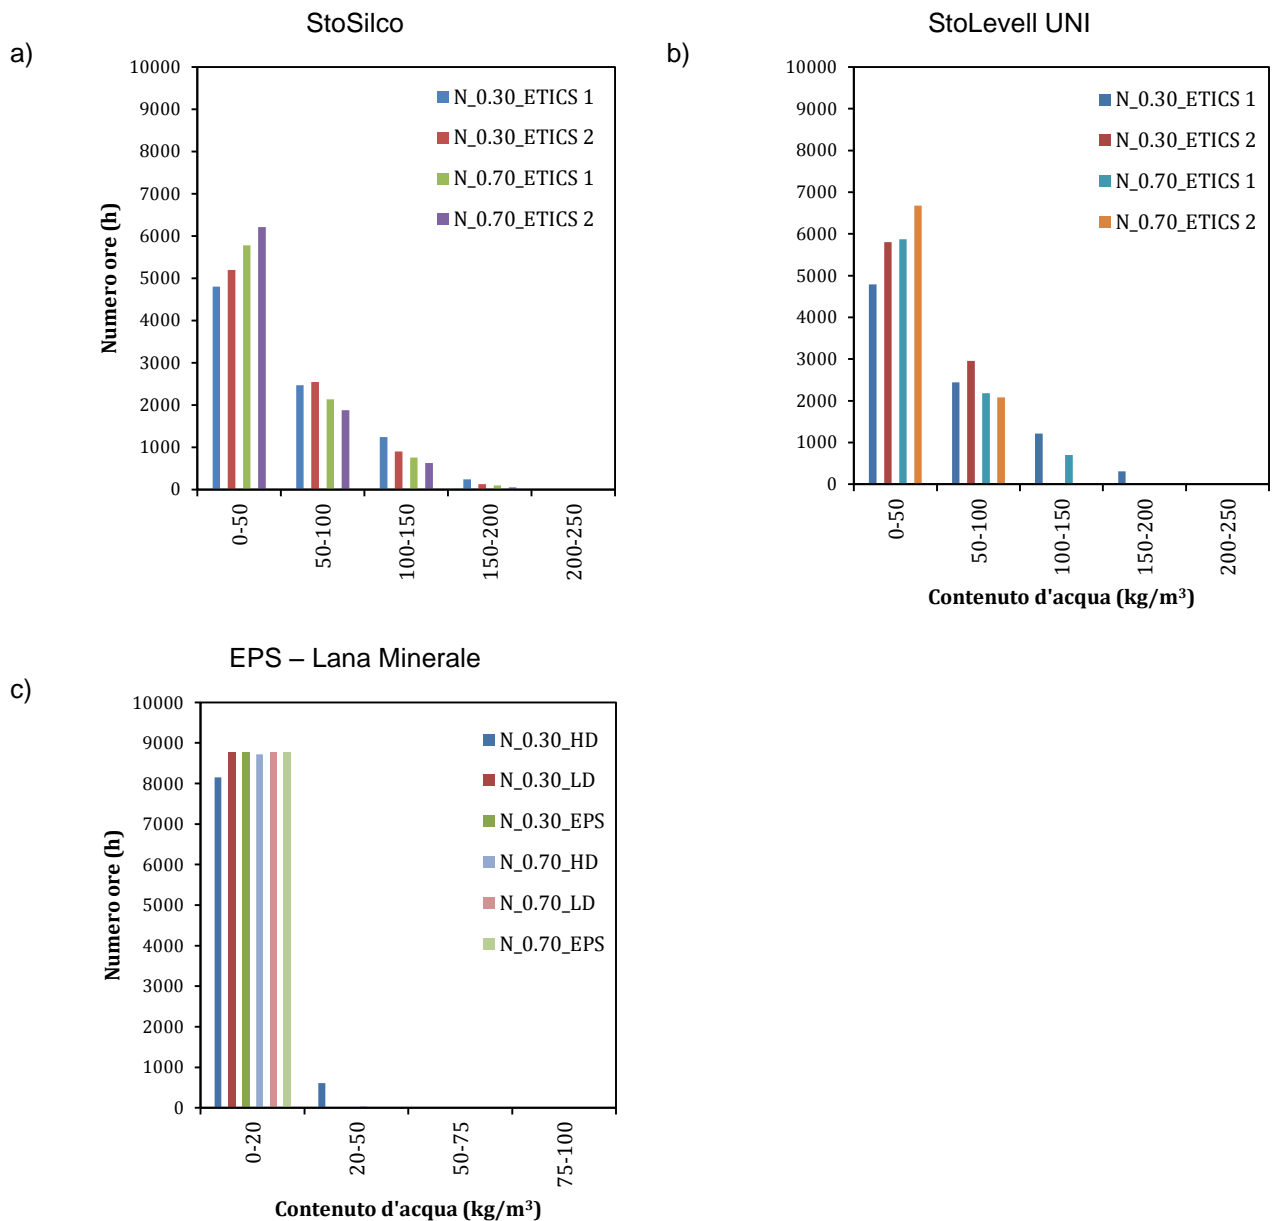 StoSilco
a)
10000
9000
8000
7000
6000
5000
4000
3000
2000
1000
0
Numero ore (h)
N_0.30_ETICS 1
N_0.30_ETICS 2
N_0.70_ETICS 1
N_0.70_ETICS 2
0-50
50-100
100-150
150-200
200-250
StoLevell UNI
b)
10000
9000
8000
7000
6000
5000
4000
3000
2000
1000
0
N_0.30_ETICS 1
N_0.30_ETICS 2
N_0.70_ETICS 1
N_0.70_ETICS 2
0-50
50-100
100-150
150-200
200-250
Contenuto d'acqua (kg/m³)
EPS – Lana Minerale
c)
10000
9000
8000
7000
6000
5000
4000
3000
2000
1000
0
Numero ore (h)
N_0.30_HD
N_0.30_LD
N_0.30_EPS
N_0.70_HD
N_0.70_LD
N_0.70_EPS
0-20
20-50
50-75
75-100
Contenuto d'acqua (kg/m³)